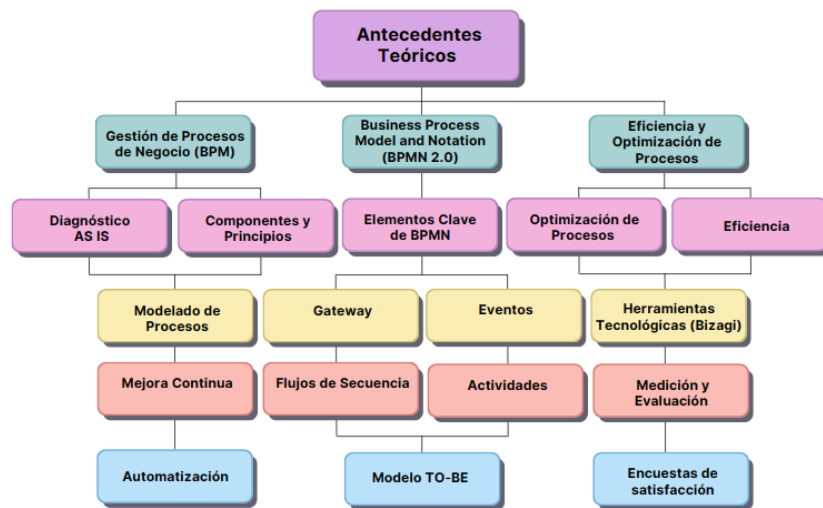 Antecedentes
Teóricos
Gestión de Procesos
de Negocio (BPM)
Business Process
Model and Notation
(BPMN 2.0)
Eficiencia y
Optimización de
Procesos
Diagnóstico
AS IS
Componentes y
Principios
Elementos Clave
de BPMN
Optimización de
Procesos
Eficiencia
Modelado de
Procesos
Gateway
Eventos
Herramientas
Tecnológicas (Bizagi)
Mejora Continua
Flujos de Secuencia
Actividades
Medición y
Evaluación
Automatización
Modelo TO-BE
Encuestas de
satisfacción